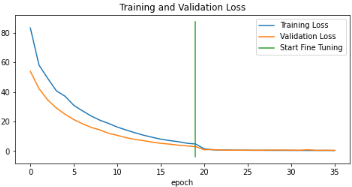 Training and Validation Loss
Training Loss
Validation Loss
Start Fine Tuning
80
60
40
20
0
0 5 10 15 20 25 30 35
epoch